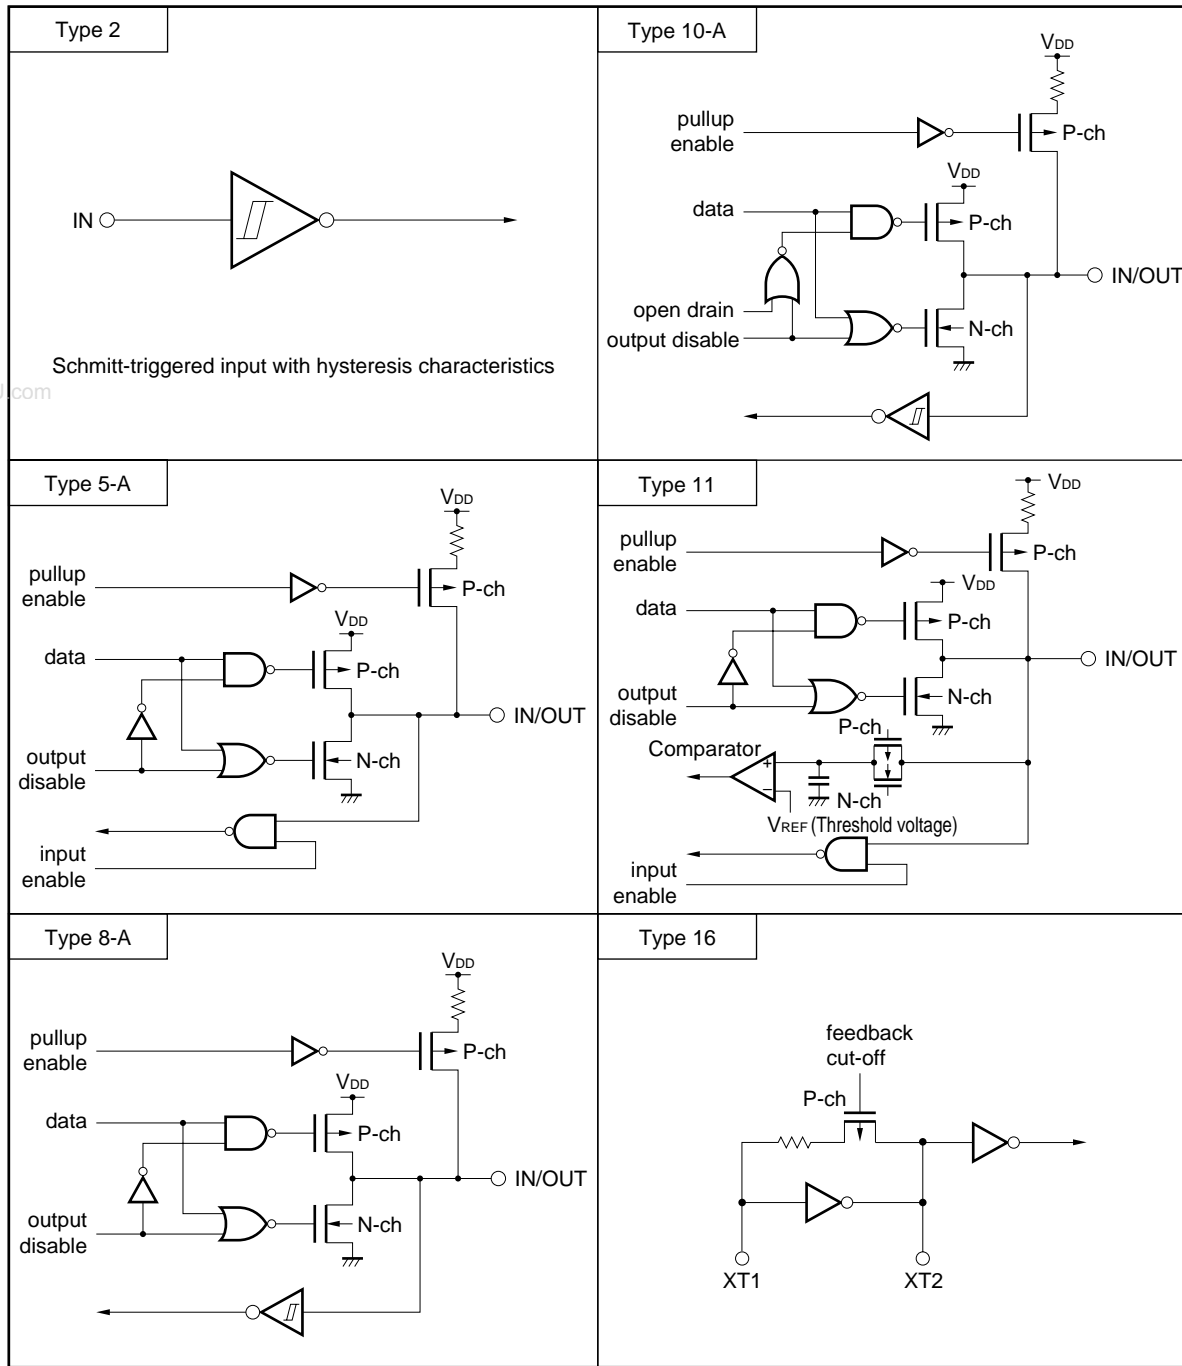 Type 2
IN
Schmitt-triggered input with hysteresis characteristics
.com
Type 10-A
VDD
pullup
enable
P-ch
VDD
data
P-ch
IN/OUT
open drain
output disable
N-ch
Type 5-A
VDD
pullup
enable
P-ch
VDD
data
P-ch
IN/OUT
output
disable
N-ch
input
enable
Type 11
VDD
pullup
enable
P-ch
VDD
data
P-ch
IN/OUT
output
disable
N-ch
P-ch
Comparator
+
−
N-ch
VREF (Threshold voltage)
input
enable
Type 8-A
VDD
pullup
enable
P-ch
VDD
data
P-ch
IN/OUT
output
disable
N-ch
Type 16
feedback
cut-off
P-ch
XT1
XT2